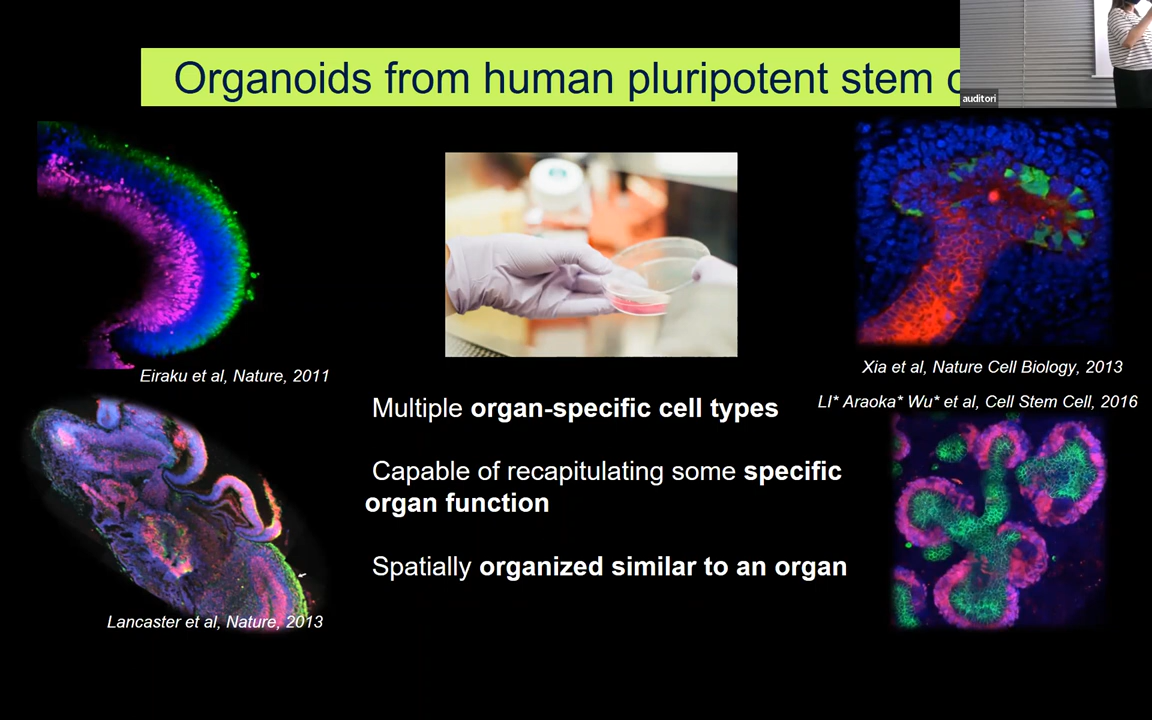 Organoids from human pluripotent stem
auditori
Eiraku et al, Nature, 2011
Xia et al, Nature Cell Biology, 2013
Multiple organ-specific cell types
LI* Araoka* Wu* et al, Cell Stem Cell, 2016
Capable of recapitulating some specific
organ function
Spatially organized similar to an organ
Lancaster et al, Nature, 2013